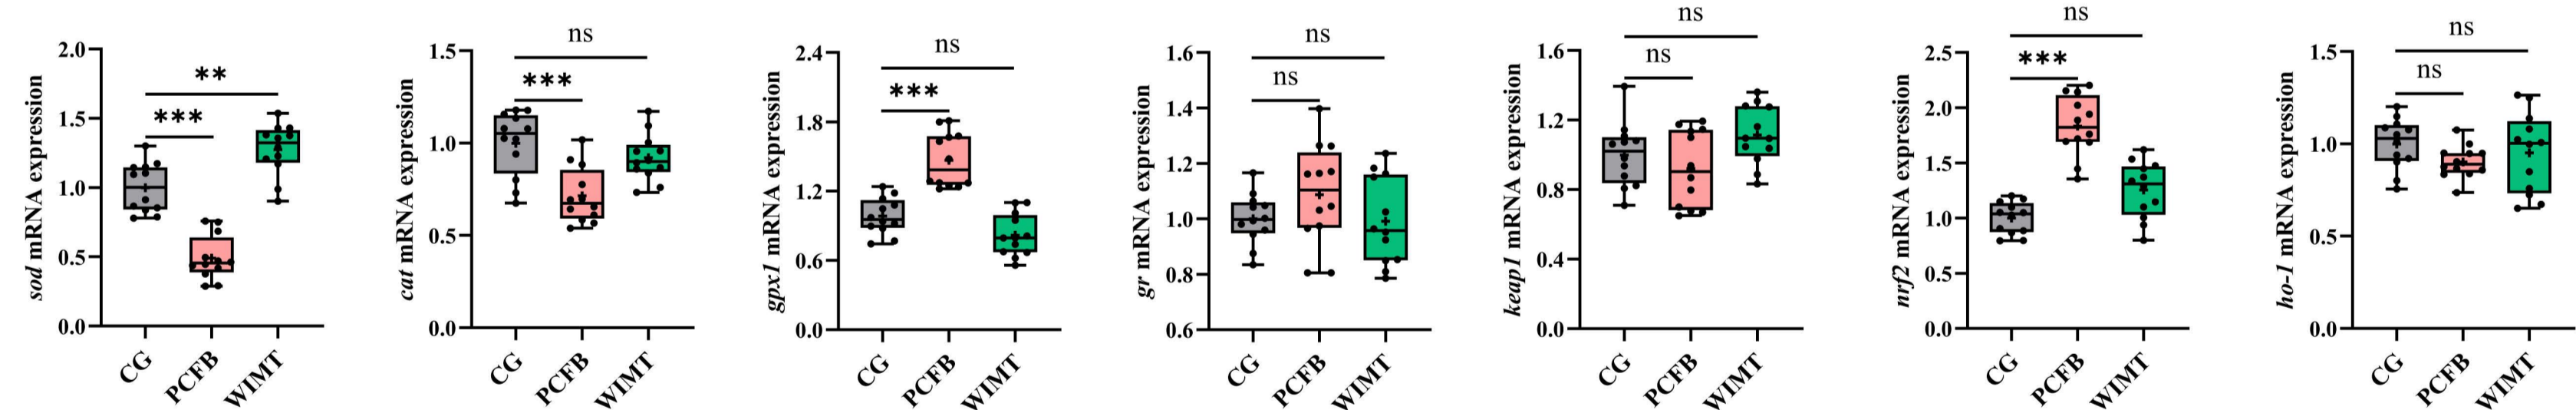 sod mRNA expression
2.0
1.5
1.0
0.5
0.0
**
***
CG
PCFB
WIMT
cat mRNA expression
1.5
1.0
0.5
0.0
ns
***
CG
PCFB
WIMT
gpx1 mRNA expression
2.4
1.8
1.2
0.6
0.0
ns
***
CG
PCFB
WIMT
gr mRNA expression
1.6
1.4
1.2
1.0
0.8
0.6
ns
ns
CG
PCFB
WIMT
keap1 mRNA expression
1.6
1.2
0.8
0.4
0.0
ns
ns
CG
PCFB
WIMT
nrf2 mRNA expression
2.5
2.0
1.5
1.0
0.5
0.0
ns
***
CG
PCFB
WIMT
ho-1 mRNA expression
1.5
1.0
0.5
0.0
ns
ns
CG
PCFB
WIMT